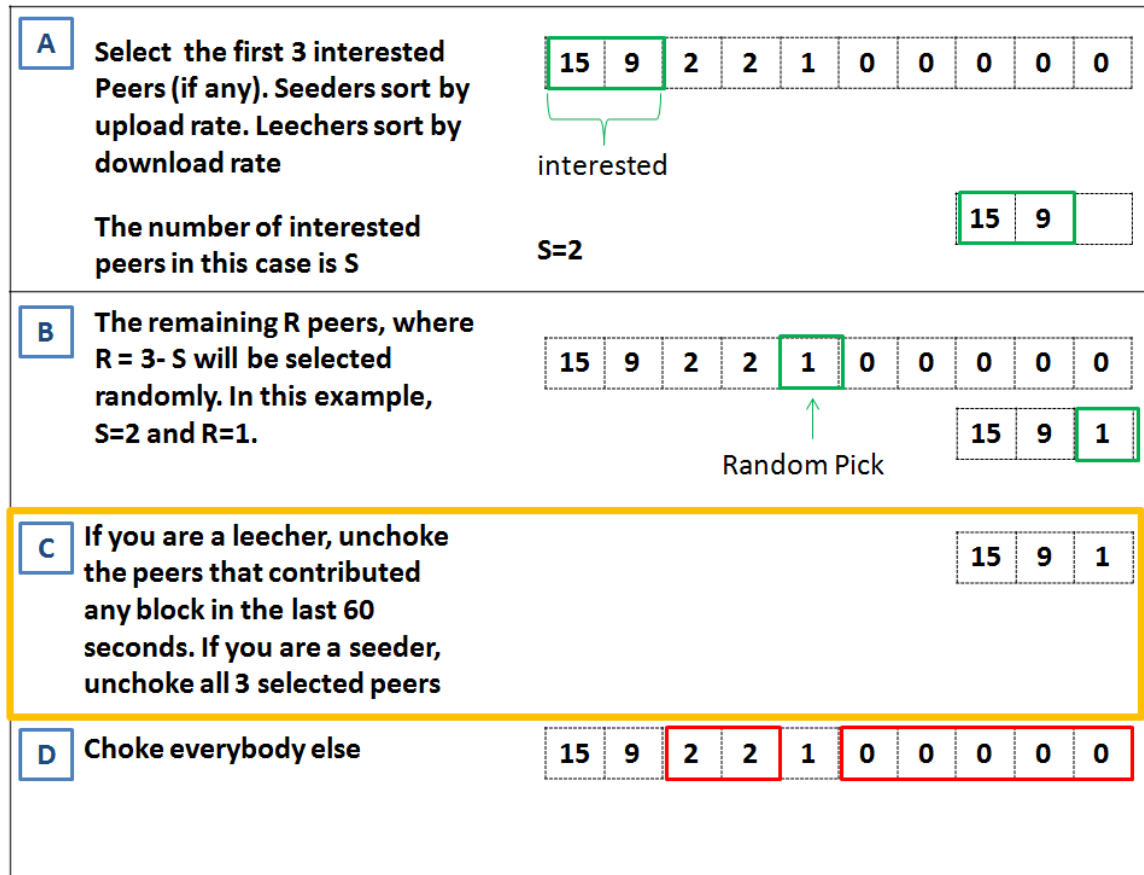 A
Select the first 3 interested
Peers (if any). Seeders sort by
upload rate. Leechers sort by
download rate
15 9 2 2 1 0 0 0 0 0
interested
15 9
The number of interested
peers in this case is S
S=2
B
The remaining R peers, where
R = 3- S will be selected
randomly. In this example,
S=2 and R=1.
15 9 2 2 1 0 0 0 0 0
15 9 1
Random Pick
C
If you are a leecher, unchoke
the peers that contributed
any block in the last 60
seconds. If you are a seeder,
unchoke all 3 selected peers
15 9 1
D
Choke everybody else
15 9 2 2 1 0 0 0 0 0